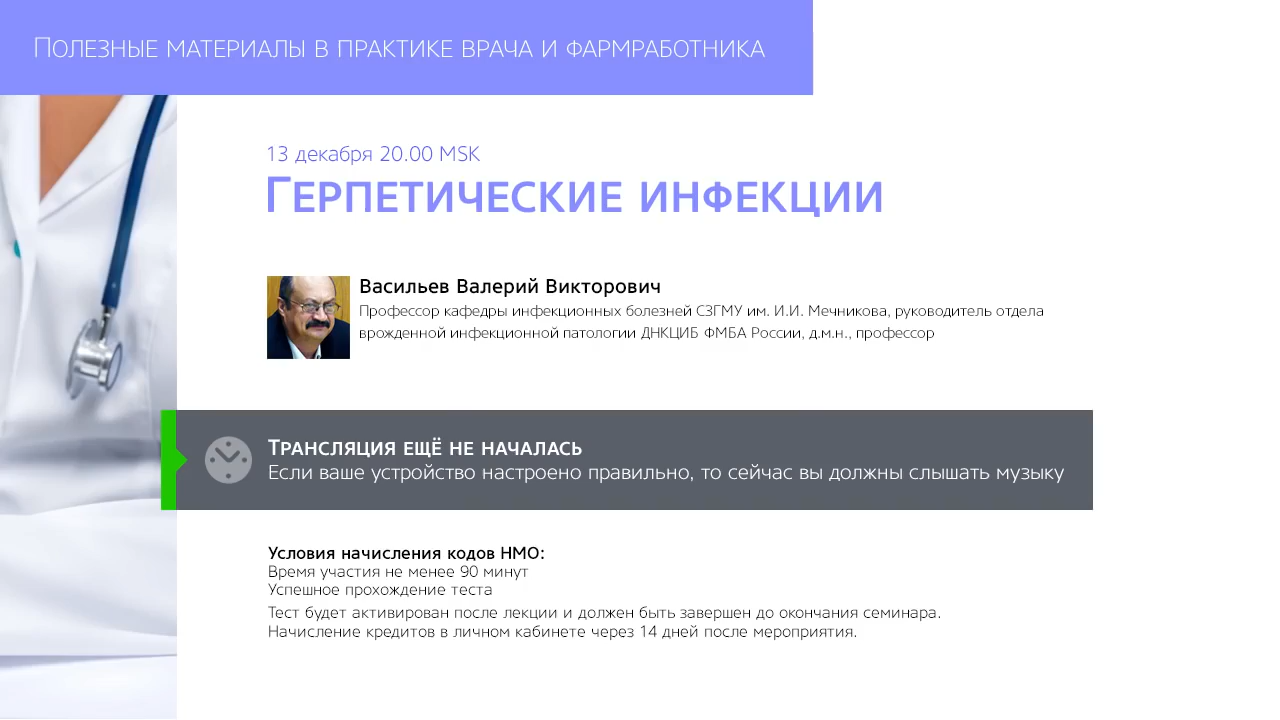 Полезные материалы в практике врача и фармработника
13 декабря 20.00 MSK
Герпетические инфекции
Васильев Валерий Викторович
Профессор кафедры инфекционных болезней СЗГМУ им. И.И. Мечникова, руководитель отдела
врожденной инфекционной патологии ДНКЦИБ ФМБА России, д.м.н., профессор
Трансляция ещё не началась
Если ваше устройство настроено правильно, то сейчас вы должны слышать музыку
Условия начисления кодов НМО:
Время участия не менее 90 минут
Успешное прохождение теста
Тест будет активирован после лекции и должен быть завершен до окончания семинара.
Начисление кредитов в личном кабинете через 14 дней после мероприятия.